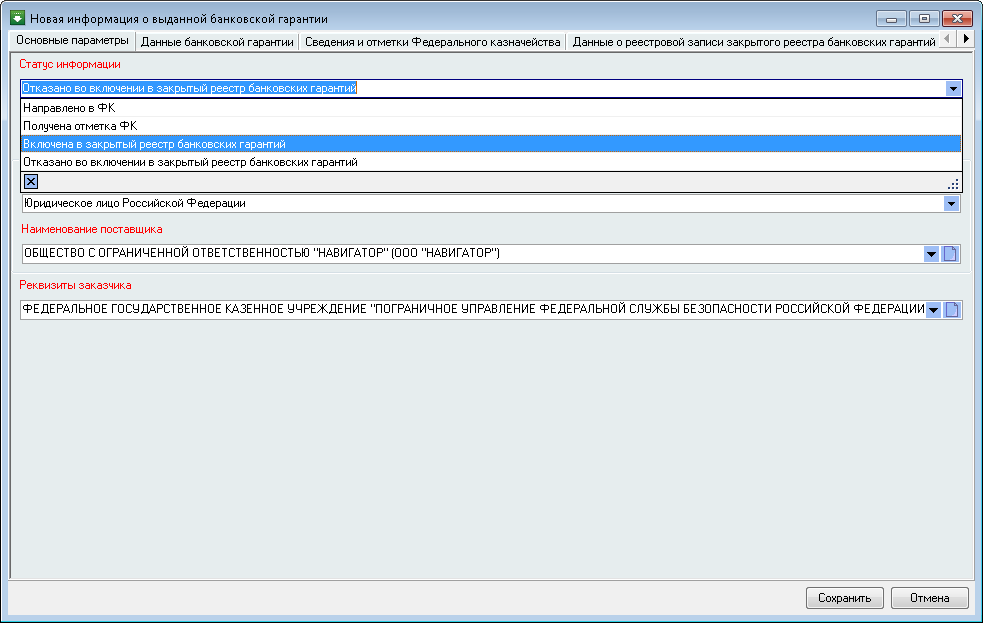 Новая информация о выданной банковской гарантии
Основные параметры
Данные банковской гарантии
Сведения и отметки Федерального казначейства
Данные о реестровой записи закрытого реестра банковских гарантий
Статус информации
Отказано во включении в закрытый реестр банковских гарантий
Направлено в ФК
Получена отметка ФК
Включена в закрытый реестр банковских гарантий
Отказано во включении в закрытый реестр банковских гарантий
Юридическое лицо Российской Федерации
Наименование поставщика
ОБЩЕСТВО С ОГРАНИЧЕННОЙ ОТВЕТСТВЕННОСТЬЮ "НАВИГАТОР" (ООО "НАВИГАТОР")
Реквизиты заказчика
ФЕДЕРАЛЬНОЕ ГОСУДАРСТВЕННОЕ КАЗЕННОЕ УЧРЕЖДЕНИЕ "ПОГРАНИЧНОЕ УПРАВЛЕНИЕ ФЕДЕРАЛЬНОЙ СЛУЖБЫ БЕЗОПАСНОСТИ РОССИЙСКОЙ ФЕДЕРАЦИИ
Сохранить
Отмена